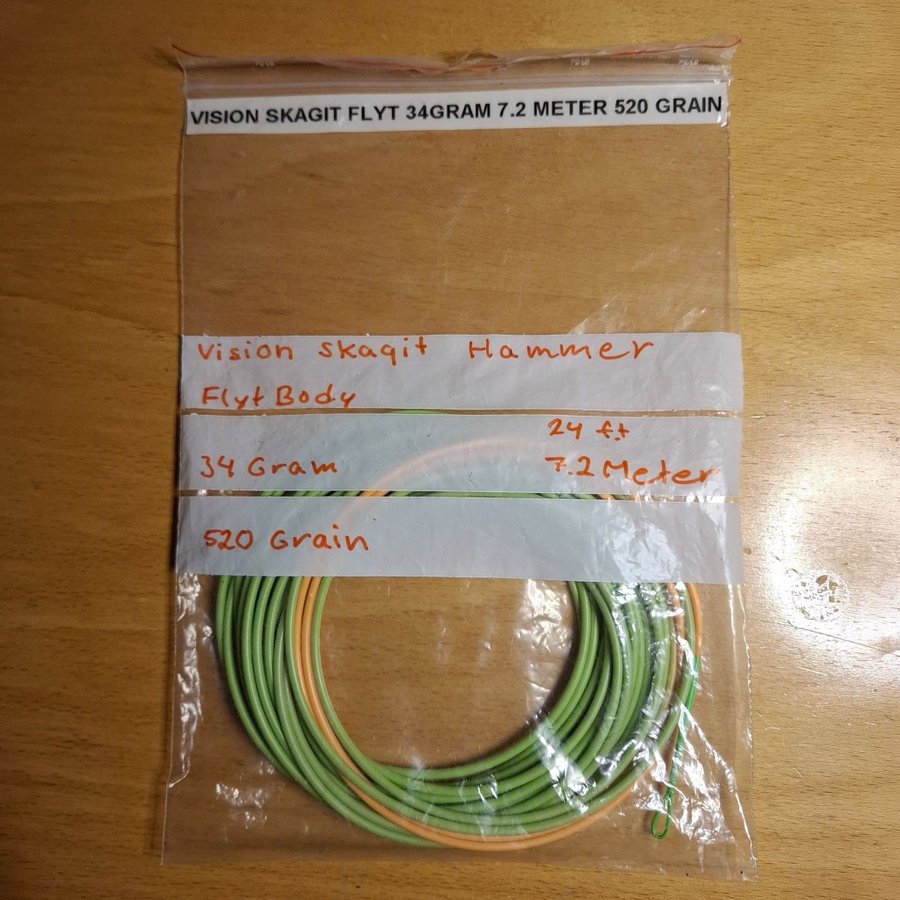 VISION SKAGIT FLYT 34GRAM 7.2 METER 520 GRAIN
Vision Skagit Hammer
Flyt Body
24 ft
34 Gram 7.2 Meter
520 Grain